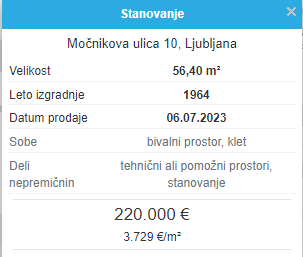 Stanovanje ×
Močnikova ulica 10, Ljubljana
Velikost 56,40 m²
Leto izgradnje 1964
Datum prodaje 06.07.2023
Sobe bivalni prostor, klet
Deli nepremičnin tehnični ali pomožni prostori, stanovanje
220.000 €
3.729 €/m²